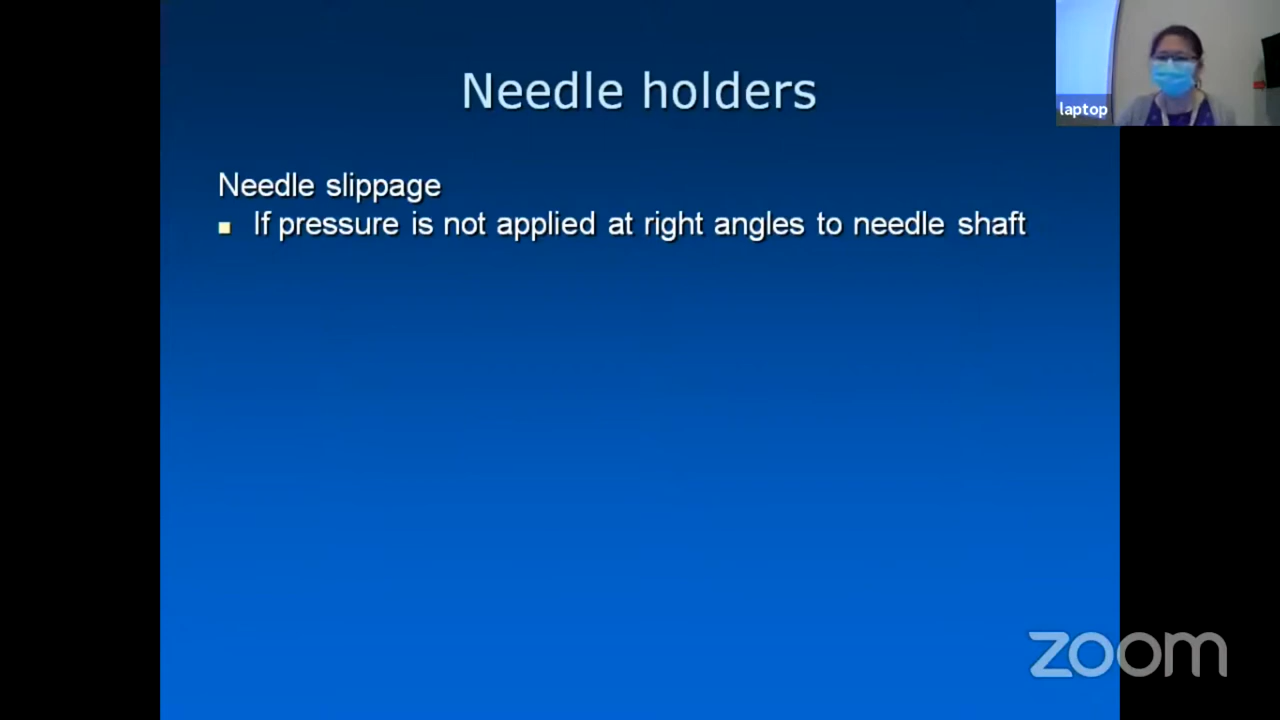 Needle holders
laptop
Needle slippage
If pressure is not applied at right angles to needle shaft
zoom